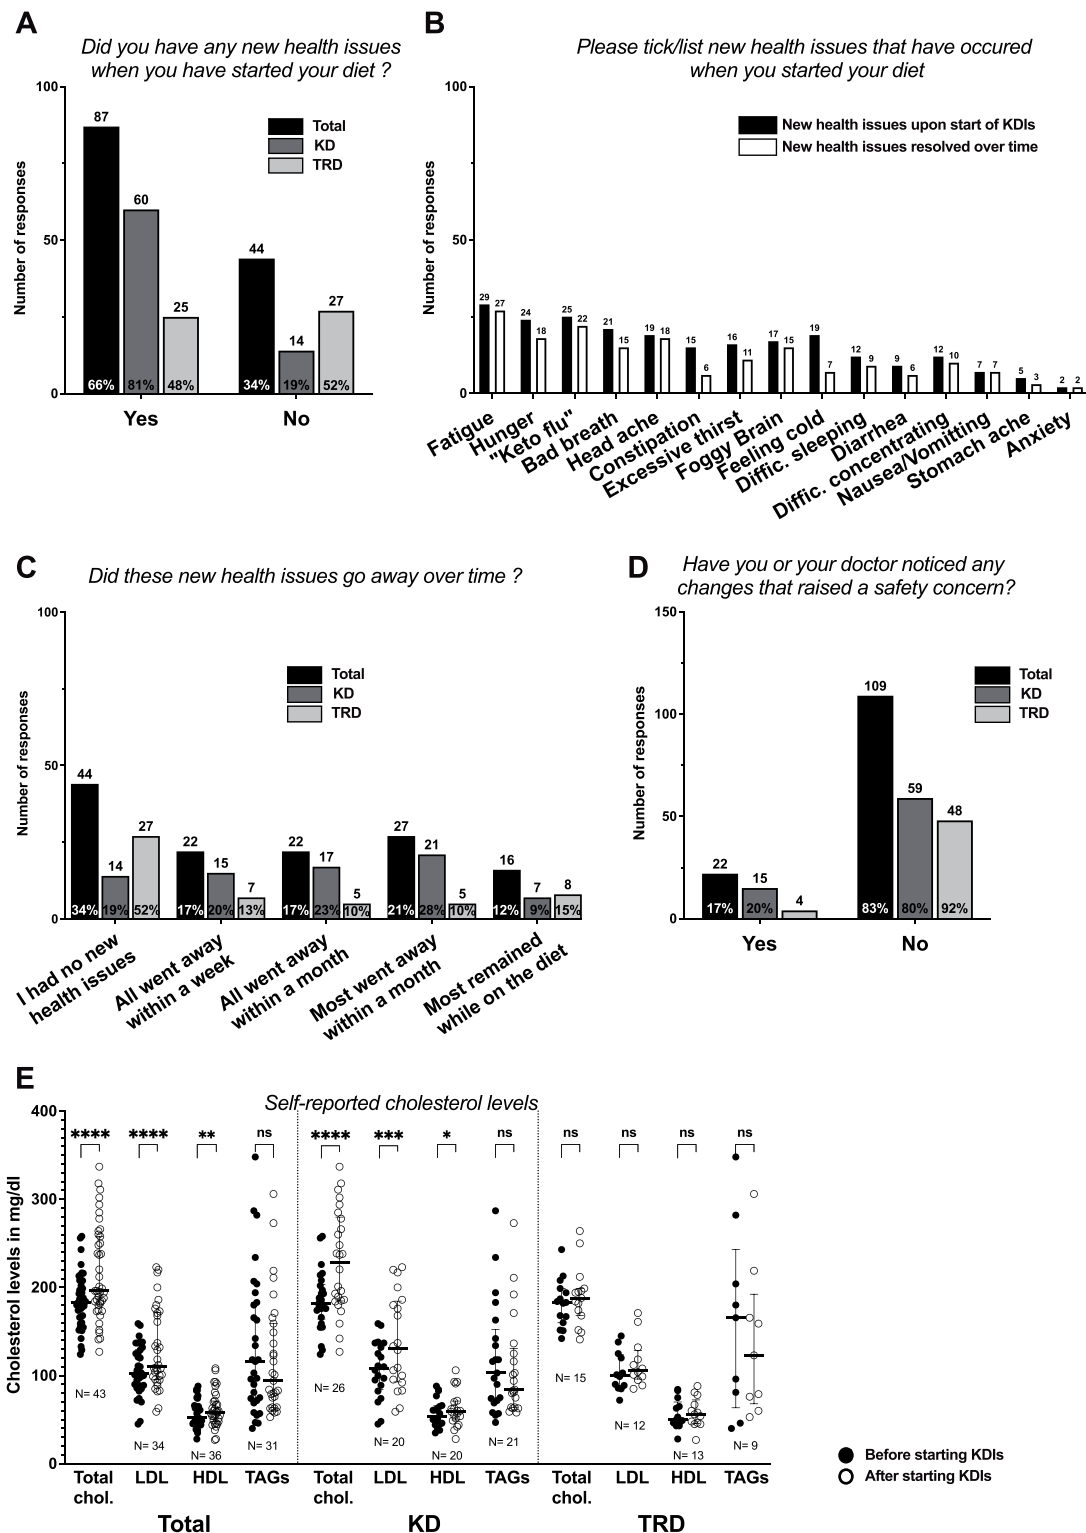 A
Did you have any new health issues
when you have started your diet ?
Number of responses
100
50
0
Total
KD
TRD
87
60
25
44
14
27
66%
81%
48%
34%
19%
52%
Yes
No
B
Please tick/list new health issues that have occured
when you started your diet
Number of responses
100
50
0
New health issues upon start of KDIs
New health issues resolved over time
29 27
24 18
25 22
21 15
19 18
15 6
16 11
17 15
19 7
12 9
9 6
12 10
7 7
5 3
2 2
Fatigue
Hunger
"Keto flu"
Bad breath
Head ache
Constipation
Excessive thirst
Foggy Brain
Feeling cold
Diffic. sleeping
Diarrhea
Diffic. concentrating
Nausea/Vomitting
Stomach ache
Anxiety
C
Did these new health issues go away over time ?
Number of responses
100
50
0
Total
KD
TRD
44 14 27
22 15 7
22 17 5
27 21 5
16 7 8
34% 19% 52%
17% 20% 13%
17% 23% 10%
21% 28% 10%
12% 9% 15%
I had no new
health issues
All went away
within a week
All went away
within a month
Most went away
within a month
Most remained
while on the diet
D
Have you or your doctor noticed any
changes that raised a safety concern?
Number of responses
150
100
50
0
Total
KD
TRD
22 15 4
109 59 48
17% 20%
83% 80% 92%
Yes
No
E
Self-reported cholesterol levels
Cholesterol levels in mg/dl
400
300
200
100
0
**** **** ** ns
**** *** * ns
ns ns ns ns
N= 43
N= 34
N= 36
N= 31
N= 26
N= 20
N= 20
N= 21
N= 15
N= 12
N= 13
N= 9
Total
chol.
LDL
HDL
TAGs
Total
chol.
LDL
HDL
TAGs
Total
chol.
LDL
HDL
TAGs
Total
KD
TRD
Before starting KDIs
After starting KDIs